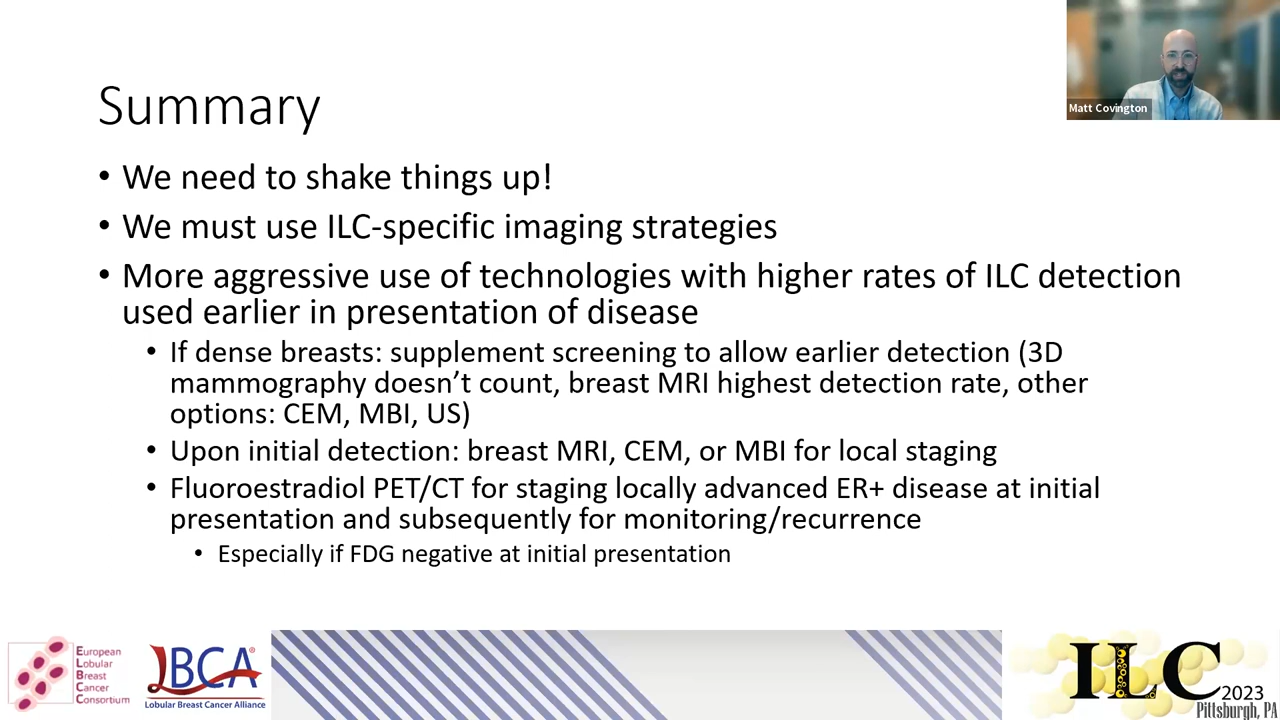 Matt Covington
Summary
• We need to shake things up!
• We must use ILC-specific imaging strategies
• More aggressive use of technologies with higher rates of ILC detection
used earlier in presentation of disease
• If dense breasts: supplement screening to allow earlier detection (3D
mammography doesn’t count, breast MRI highest detection rate, other
options: CEM, MBI, US)
• Upon initial detection: breast MRI, CEM, or MBI for local staging
• Fluoroestradiol PET/CT for staging locally advanced ER+ disease at initial
presentation and subsequently for monitoring/recurrence
• Especially if FDG negative at initial presentation
European
Lobular
Breast
Cancer
Consortium
E
L
B
C
C
LBCA®
Lobular Breast Cancer Alliance
ILC
2023
Pittsburgh, PA